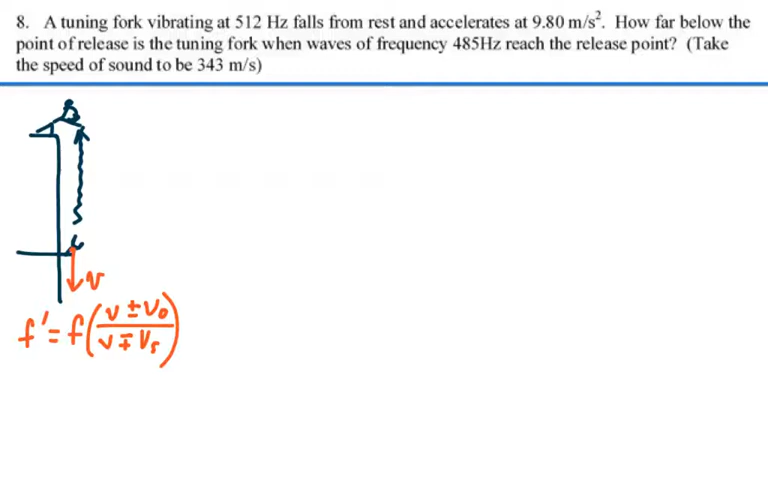 8. A tuning fork vibrating at 512 Hz falls from rest and accelerates at 9.80 m/s². How far below the
point of release is the tuning fork when waves of frequency 485Hz reach the release point? (Take
the speed of sound to be 343 m/s)
v
f' = f(v ± v₀ / v ∓ vₛ)